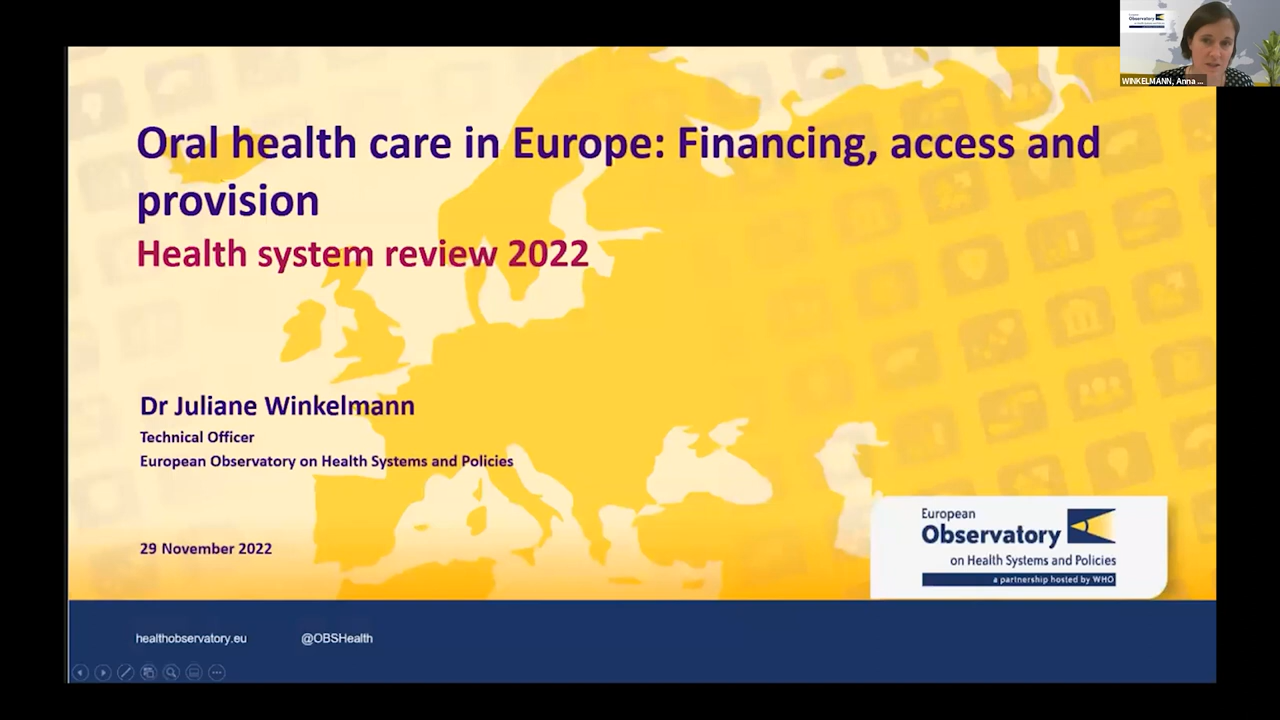 Oral health care in Europe: Financing, access and
provision
Health system review 2022
Dr Juliane Winkelmann
Technical Officer
European Observatory on Health Systems and Policies
29 November 2022
European
Observatory
on Health Systems and Policies
a partnership hosted by WHO
healthobservatory.eu
@OBSHealth
WINKELMANN, Anna ...